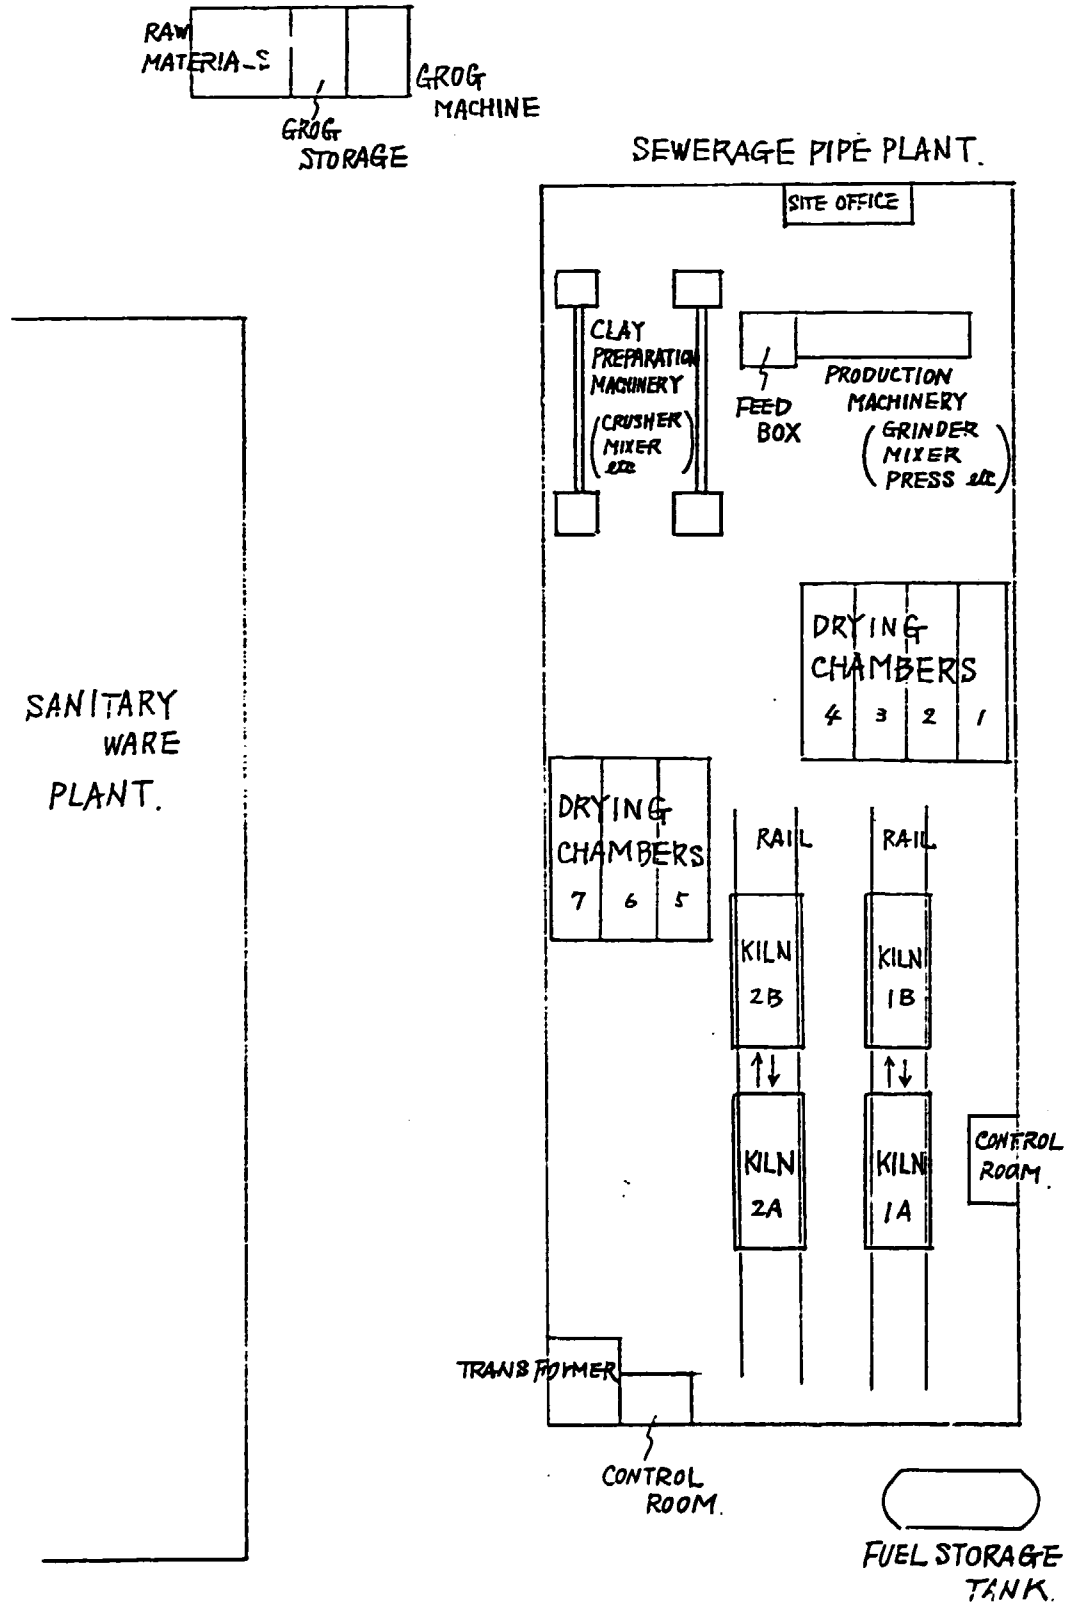 RAW
MATERIA_S
GROG
MACHINE
GROG
STORAGE
SEWERAGE PIPE PLANT.
SITE OFFICE
CLAY
PREPARATION
MACHINERY
(CRUSHER
MIXER
etc)
FEED
BOX
PRODUCTION
MACHINERY
(GRINDER
MIXER
PRESS etc)
DRYING
CHAMBERS
4 3 2 1
SANITARY
WARE
PLANT.
DRYING
CHAMBERS
7 6 5
RAIL
RAIL
KILN
2B
KILN
1B
↑↓
↑↓
KILN
2A
KILN
1A
CONTROL
ROOM.
TRANSFORMER
CONTROL
ROOM.
FUEL STORAGE
TANK.